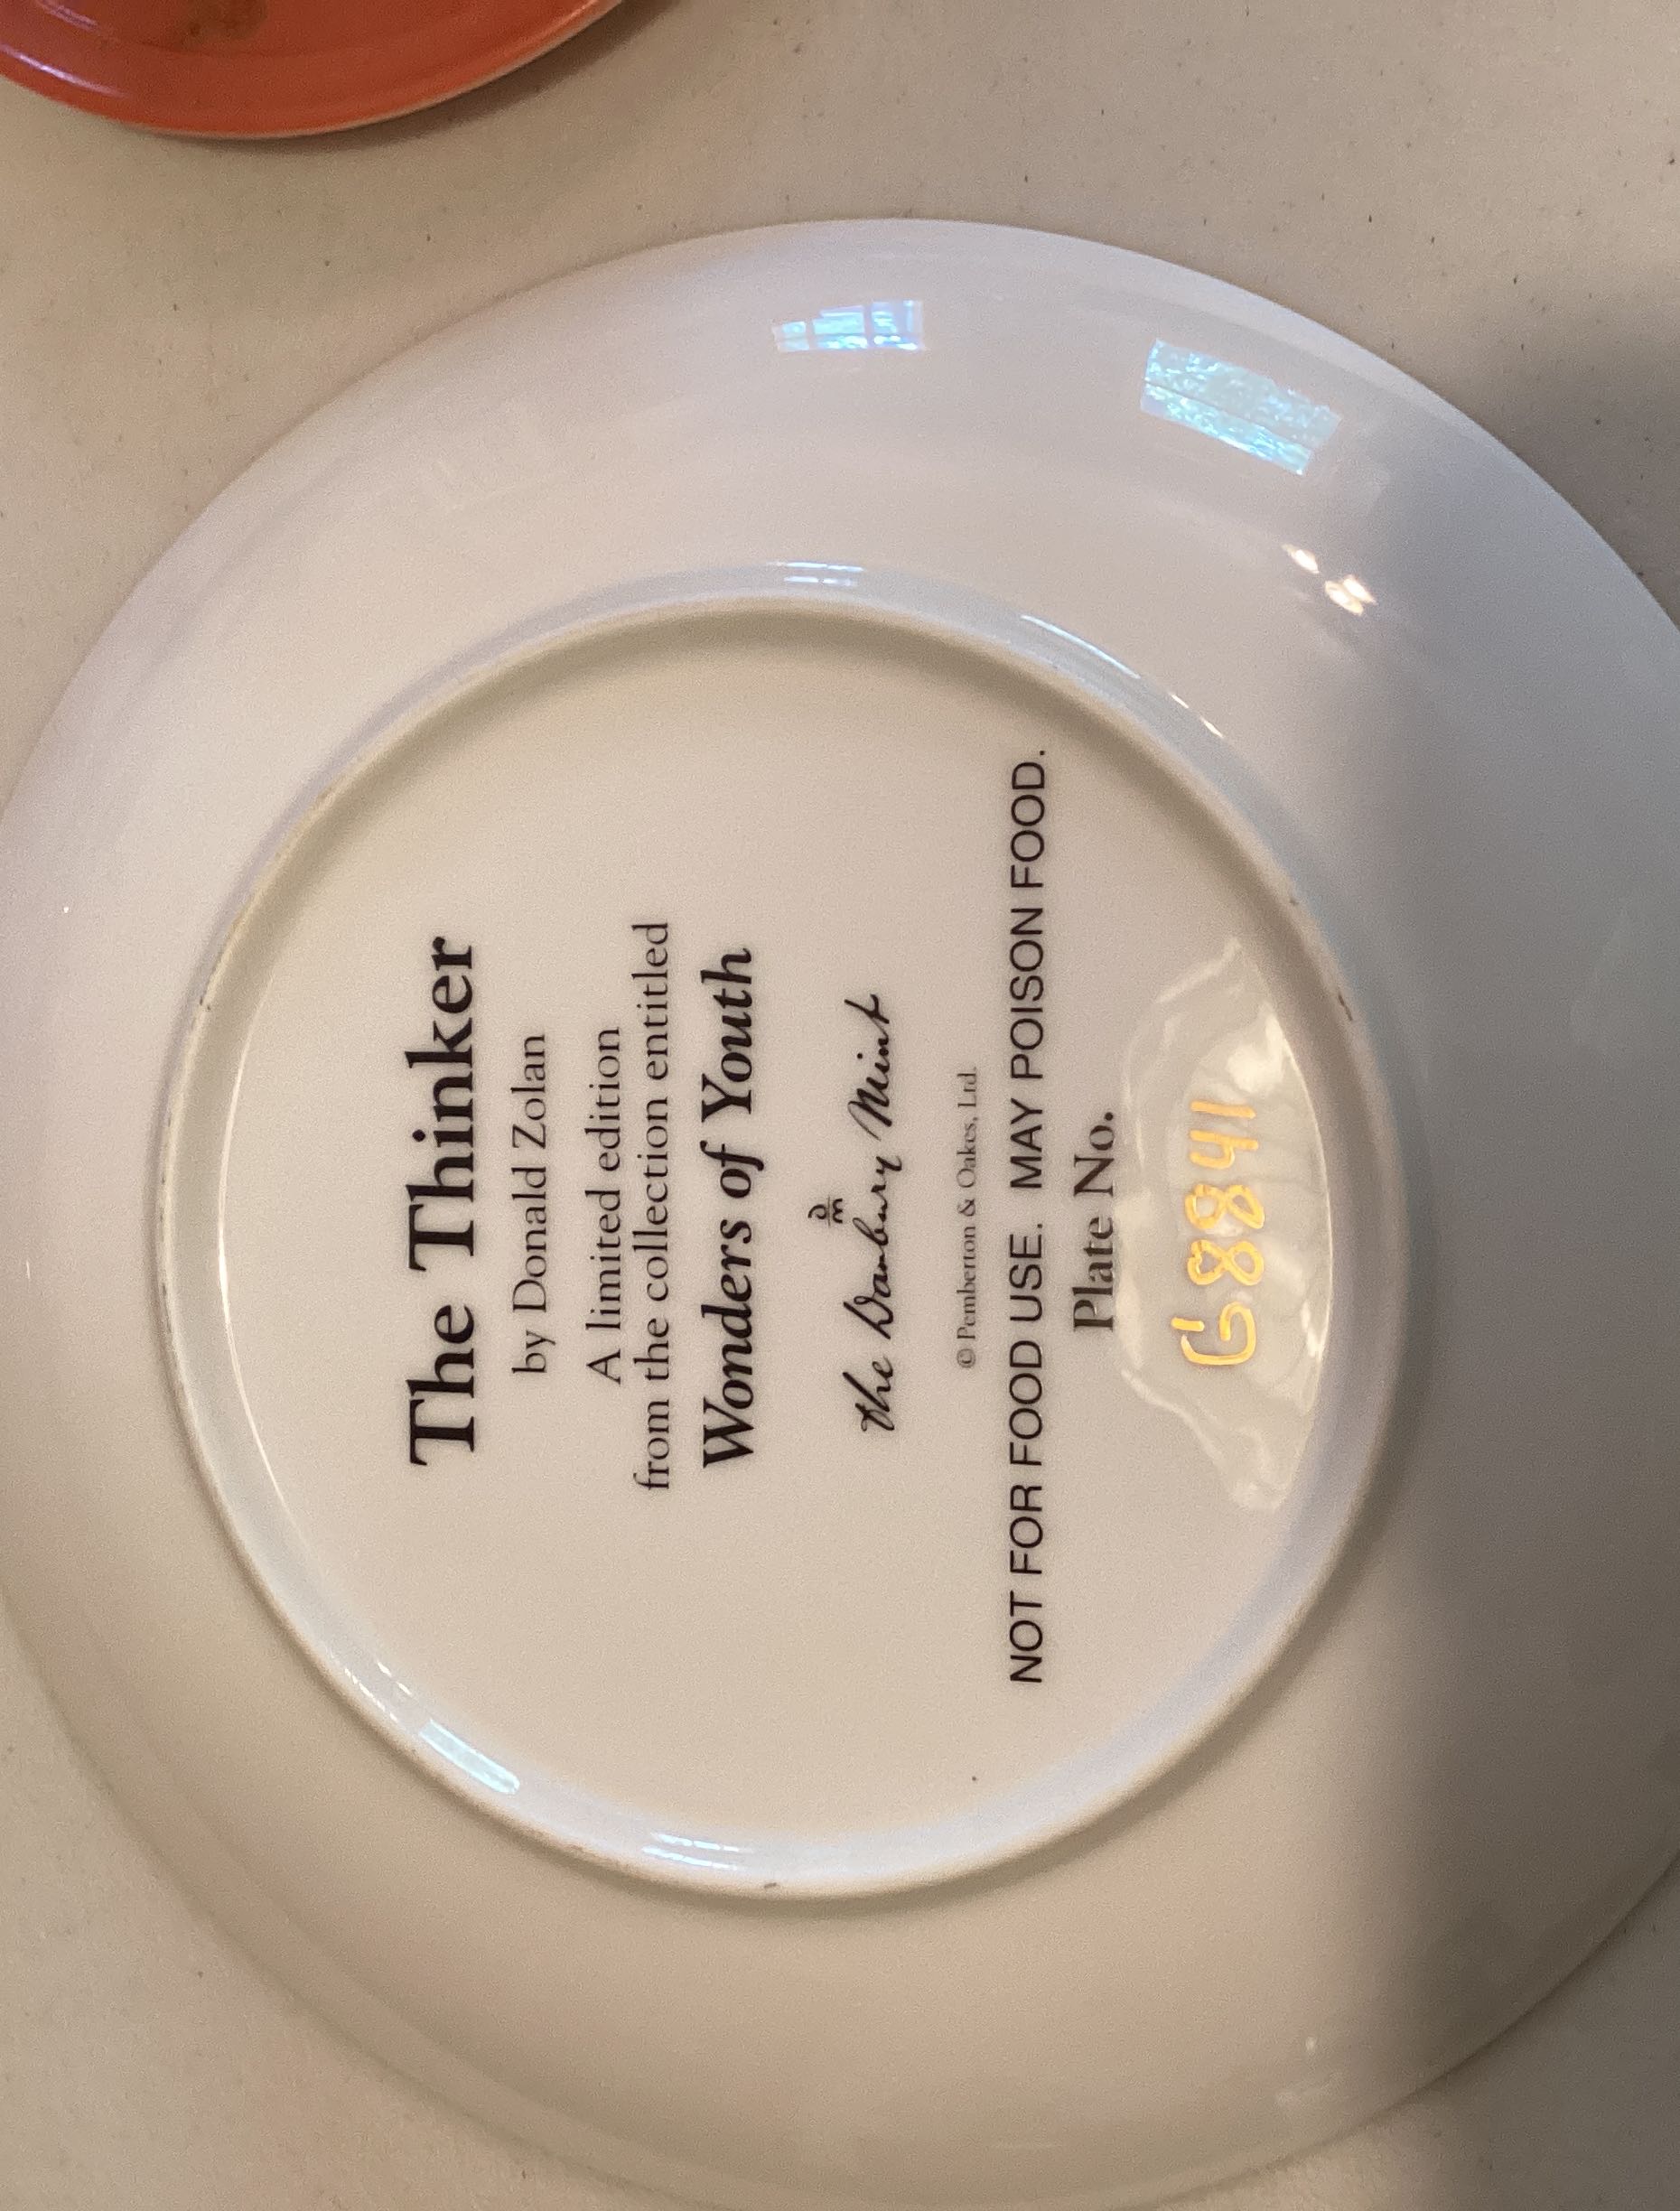 The Thinker
by Donald Zolan
A limited edition
from the collection entitled
Wonders of Youth
DM
the Danbury Mint
© Pemberton & Oakes, Ltd.
NOT FOR FOOD USE. MAY POISON FOOD.
Plate No.
G8841